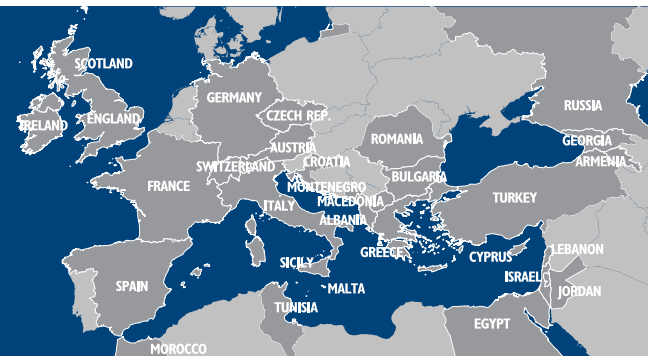 SCOTLAND
IRELAND
ENGLAND
GERMANY
CZECH REP.
RUSSIA
AUSTRIA
ROMANIA
GEORGIA
SWITZERLAND
CROATIA
ARMENIA
FRANCE
MONTENEGRO
BULGARIA
ITALY
MACEDONIA
TURKEY
ALBANIA
GREECE
CYPRUS
LEBANON
SICILY
ISRAEL
SPAIN
MALTA
JORDAN
TUNISIA
EGYPT
MOROCCO